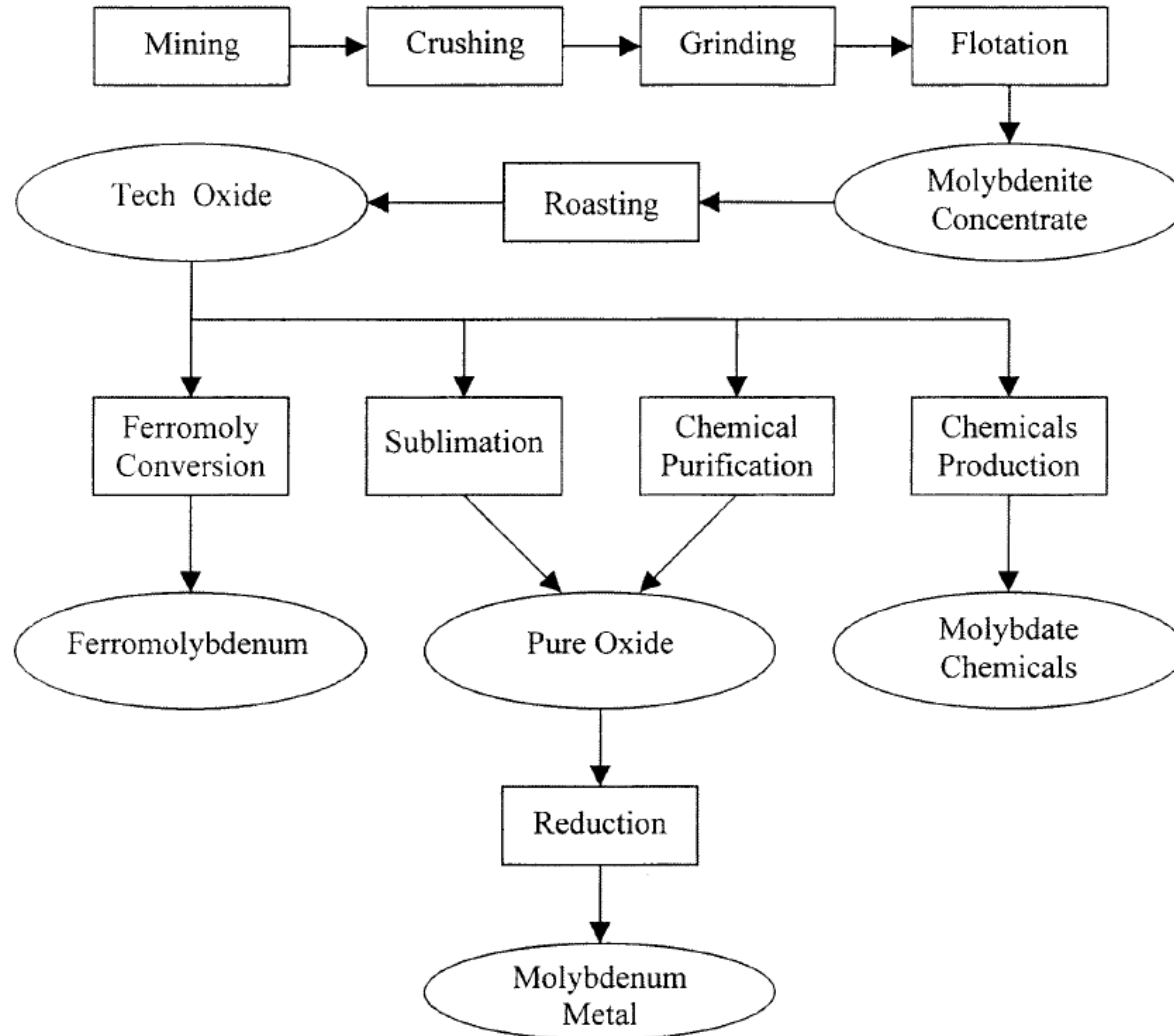 Mining
Crushing
Grinding
Flotation
Tech Oxide
Roasting
Molybdenite
Concentrate
Ferromoly
Conversion
Sublimation
Chemical
Purification
Chemicals
Production
Ferromolybdenum
Pure Oxide
Molybdate
Chemicals
Reduction
Molybdenum
Metal